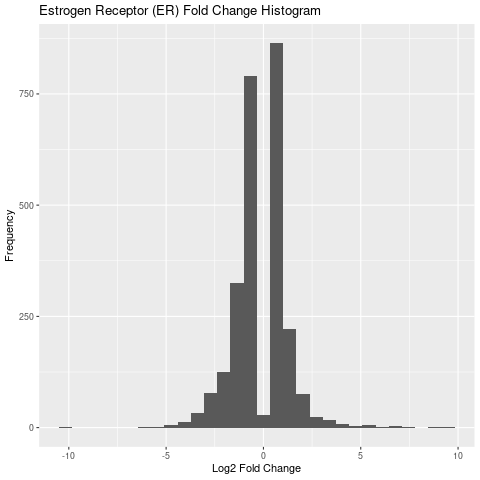 Estrogen Receptor (ER) Fold Change Histogram
Frequency
750
500
250
0
-10 -5 0 5 10
Log2 Fold Change